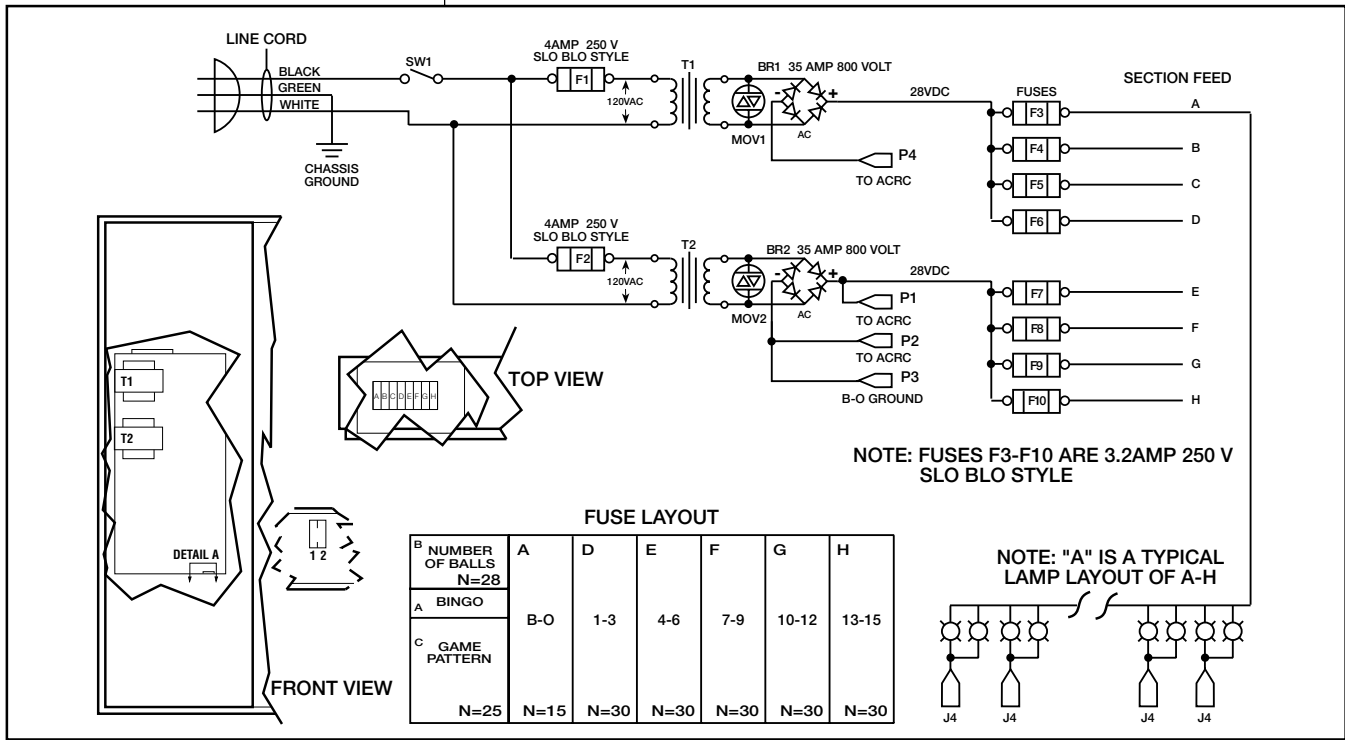 LINE CORD
BLACK
GREEN
WHITE
SW1
CHASSIS
GROUND
4AMP 250 V
SLO BLO STYLE
F1
120VAC
T1
MOV1
BR1 35 AMP 800 VOLT
-
+
AC
P4
TO ACRC
28VDC
FUSES
SECTION FEED
F3
A
F4
B
F5
C
F6
D
4AMP 250 V
SLO BLO STYLE
F2
120VAC
T2
MOV2
BR2 35 AMP 800 VOLT
-
+
AC
28VDC
P1
TO ACRC
P2
TO ACRC
P3
B-O GROUND
F7
E
F8
F
F9
G
F10
H
NOTE: FUSES F3-F10 ARE 3.2AMP 250 V
SLO BLO STYLE
T1
T2
DETAIL A
FRONT VIEW
1 2
A B C D E F G H
TOP VIEW
FUSE LAYOUT
B NUMBER
OF BALLS
N=28
A BINGO
C GAME
PATTERN
N=25
A
B-O
N=15
D
1-3
N=30
E
4-6
N=30
F
7-9
N=30
G
10-12
N=30
H
13-15
N=30
NOTE: "A" IS A TYPICAL
LAMP LAYOUT OF A-H
J4
J4
J4
J4